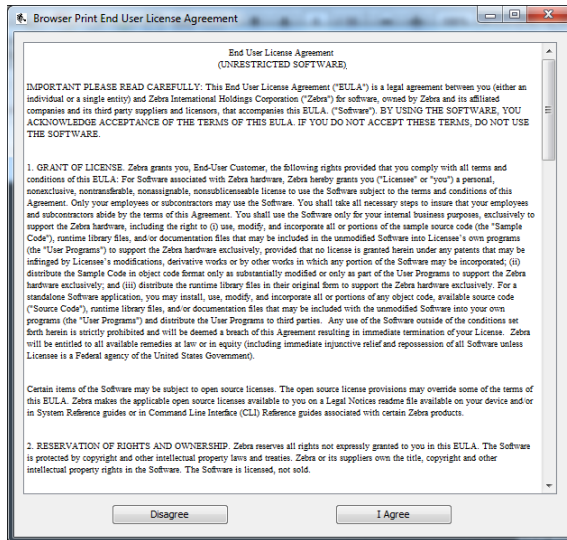 Browser Print End User License Agreement
End User License Agreement
(UNRESTRICTED SOFTWARE)
IMPORTANT PLEASE READ CAREFULLY: This End User License Agreement ("EULA") is a legal agreement between you (either an
individual or a single entity) and Zebra International Holdings Corporation ("Zebra") for software, owned by Zebra and its affiliated
companies and its third party suppliers and licensors, that accompanies this EULA. ("Software"). BY USING THE SOFTWARE, YOU
ACKNOWLEDGE ACCEPTANCE OF THE TERMS OF THIS EULA. IF YOU DO NOT ACCEPT THESE TERMS, DO NOT USE
THE SOFTWARE.
1. GRANT OF LICENSE. Zebra grants you, End-User Customer, the following rights provided that you comply with all terms and
conditions of this EULA: For Software associated with Zebra hardware, Zebra hereby grants you ("Licensee" or "you") a personal,
nonexclusive, nontransferable, nonassignable, nonsublicenseable license to use the Software subject to the terms and conditions of this
Agreement. Only your employees or subcontractors may use the Software. You shall take all necessary steps to insure that your employees
and subcontractors abide by the terms of this Agreement. You shall use the Software only for your internal business purposes, exclusively to
support the Zebra hardware, including the right to (i) use, modify, and incorporate all or portions of the sample source code (the "Sample
Code"), runtime library files, and/or documentation files that may be included in the unmodified Software into Licensee's own programs
(the "User Programs") to support the Zebra hardware exclusively, provided that no license is granted herein under any patents that may be
infringed by Licensee's modifications, derivative works or by other works in which any portion of the Software may be incorporated; (ii)
distribute the Sample Code in object code format only as substantially modified or only as part of the User Programs to support the Zebra
hardware exclusively; and (iii) distribute the runtime library files in their original form to support the Zebra hardware exclusively. For a
standalone Software application, you may install, use, modify, and incorporate all or portions of any object code, available source code
("Source Code"), runtime library files, and/or documentation files that may be included with the unmodified Software into your own
programs (the "User Programs") and distribute the User Programs to third parties. Any use of the Software outside of the conditions set
forth herein is strictly prohibited and will be deemed a breach of this Agreement resulting in immediate termination of your License. Zebra
will be entitled to all available remedies at law or in equity (including immediate injunctive relief and repossession of all Software unless
Licensee is a Federal agency of the United States Government).
Certain items of the Software may be subject to open source licenses. The open source license provisions may override some of the terms of
this EULA. Zebra makes the applicable open source licenses available to you on a Legal Notices readme file available on your device and/or
in System Reference guides or in Command Line Interface (CLI) Reference guides associated with certain Zebra products.
2. RESERVATION OF RIGHTS AND OWNERSHIP. Zebra reserves all rights not expressly granted to you in this EULA. The Software
is protected by copyright and other intellectual property laws and treaties. Zebra or its suppliers own the title, copyright and other
intellectual property rights in the Software. The Software is licensed, not sold.
Disagree
I Agree